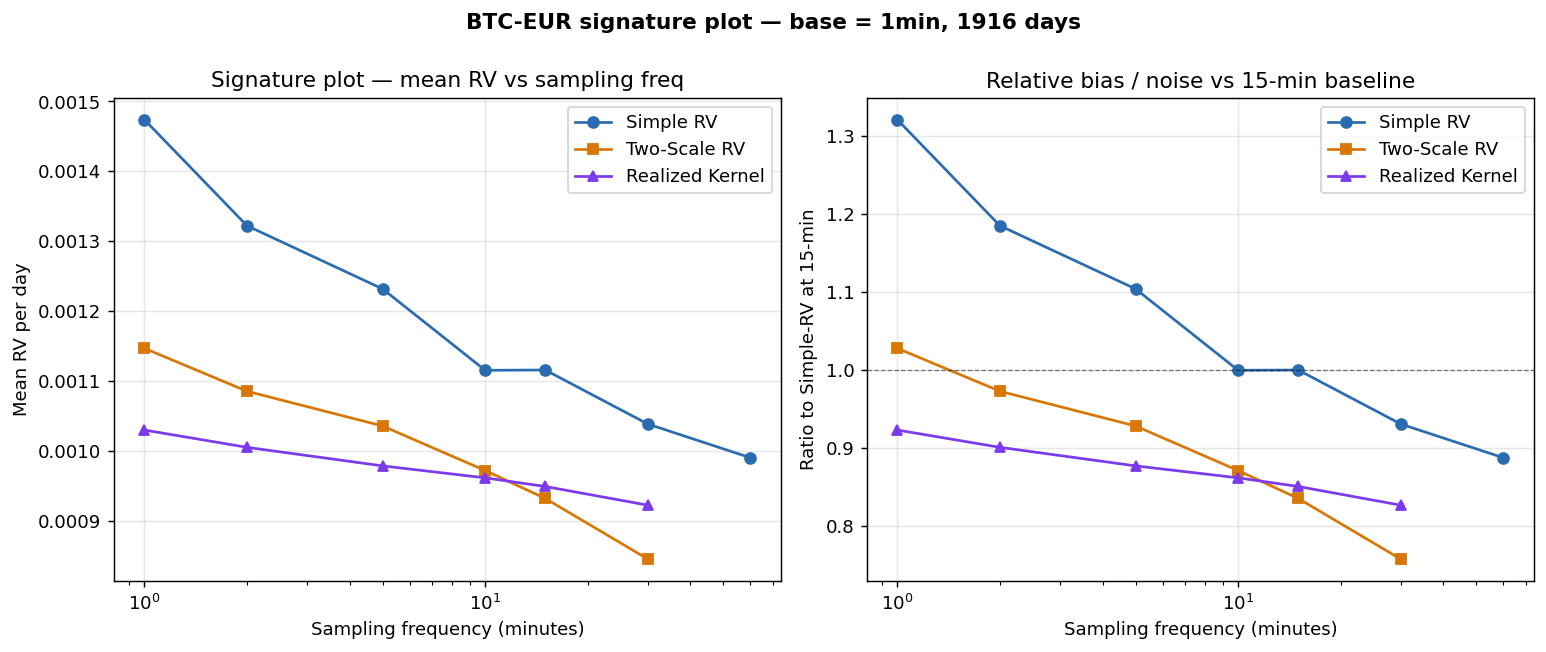 BTC-EUR signature plot — base = 1min, 1916 days
Signature plot — mean RV vs sampling freq
Mean RV per day
0.0015
0.0014
0.0013
0.0012
0.0011
0.0010
0.0009
Simple RV
Two-Scale RV
Realized Kernel
10⁰
10¹
Sampling frequency (minutes)
Relative bias / noise vs 15-min baseline
Ratio to Simple-RV at 15-min
1.3
1.2
1.1
1.0
0.9
0.8
Simple RV
Two-Scale RV
Realized Kernel
10⁰
10¹
Sampling frequency (minutes)